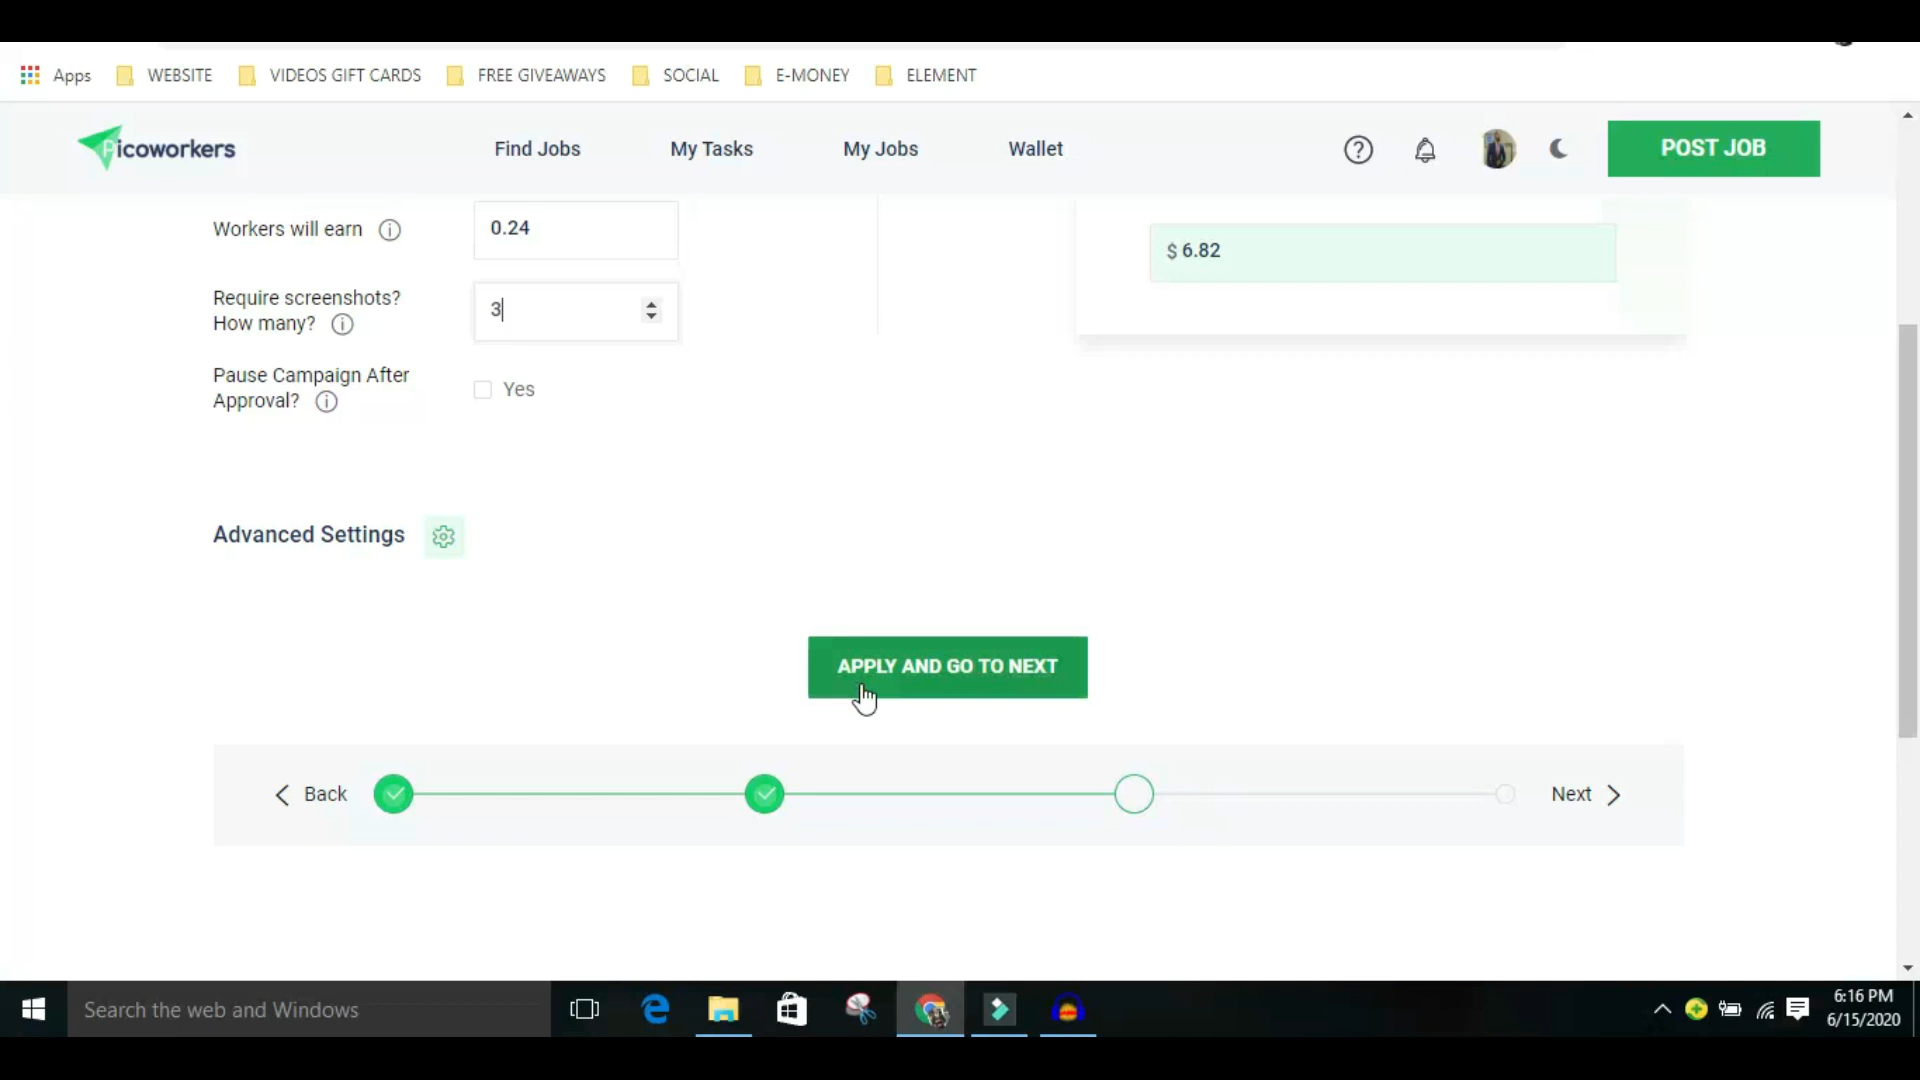 Apps WEBSITE VIDEOS GIFT CARDS FREE GIVEAWAYS SOCIAL E-MONEY ELEMENT
Picoworkers Find Jobs My Tasks My Jobs Wallet POST JOB
Workers will earn 0.24
$ 6.82
Require screenshots?
How many? 3
Pause Campaign After
Approval? Yes
Advanced Settings
APPLY AND GO TO NEXT
Back Next
Search the web and Windows
6:16 PM
6/15/2020